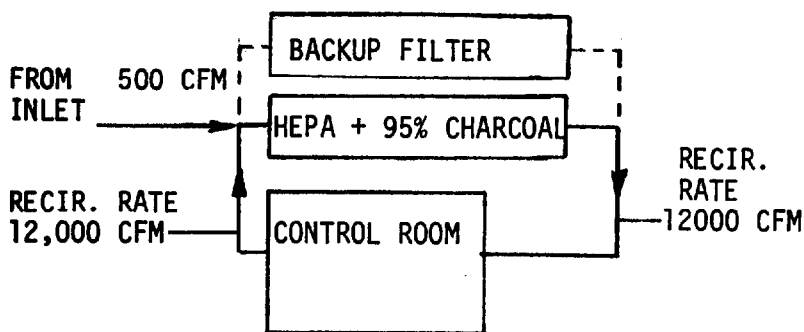 BACKUP FILTER
FROM 500 CFM
INLET
HEPA + 95% CHARCOAL
RECIR.
RATE
12000 CFM
RECIR. RATE
12,000 CFM
CONTROL ROOM